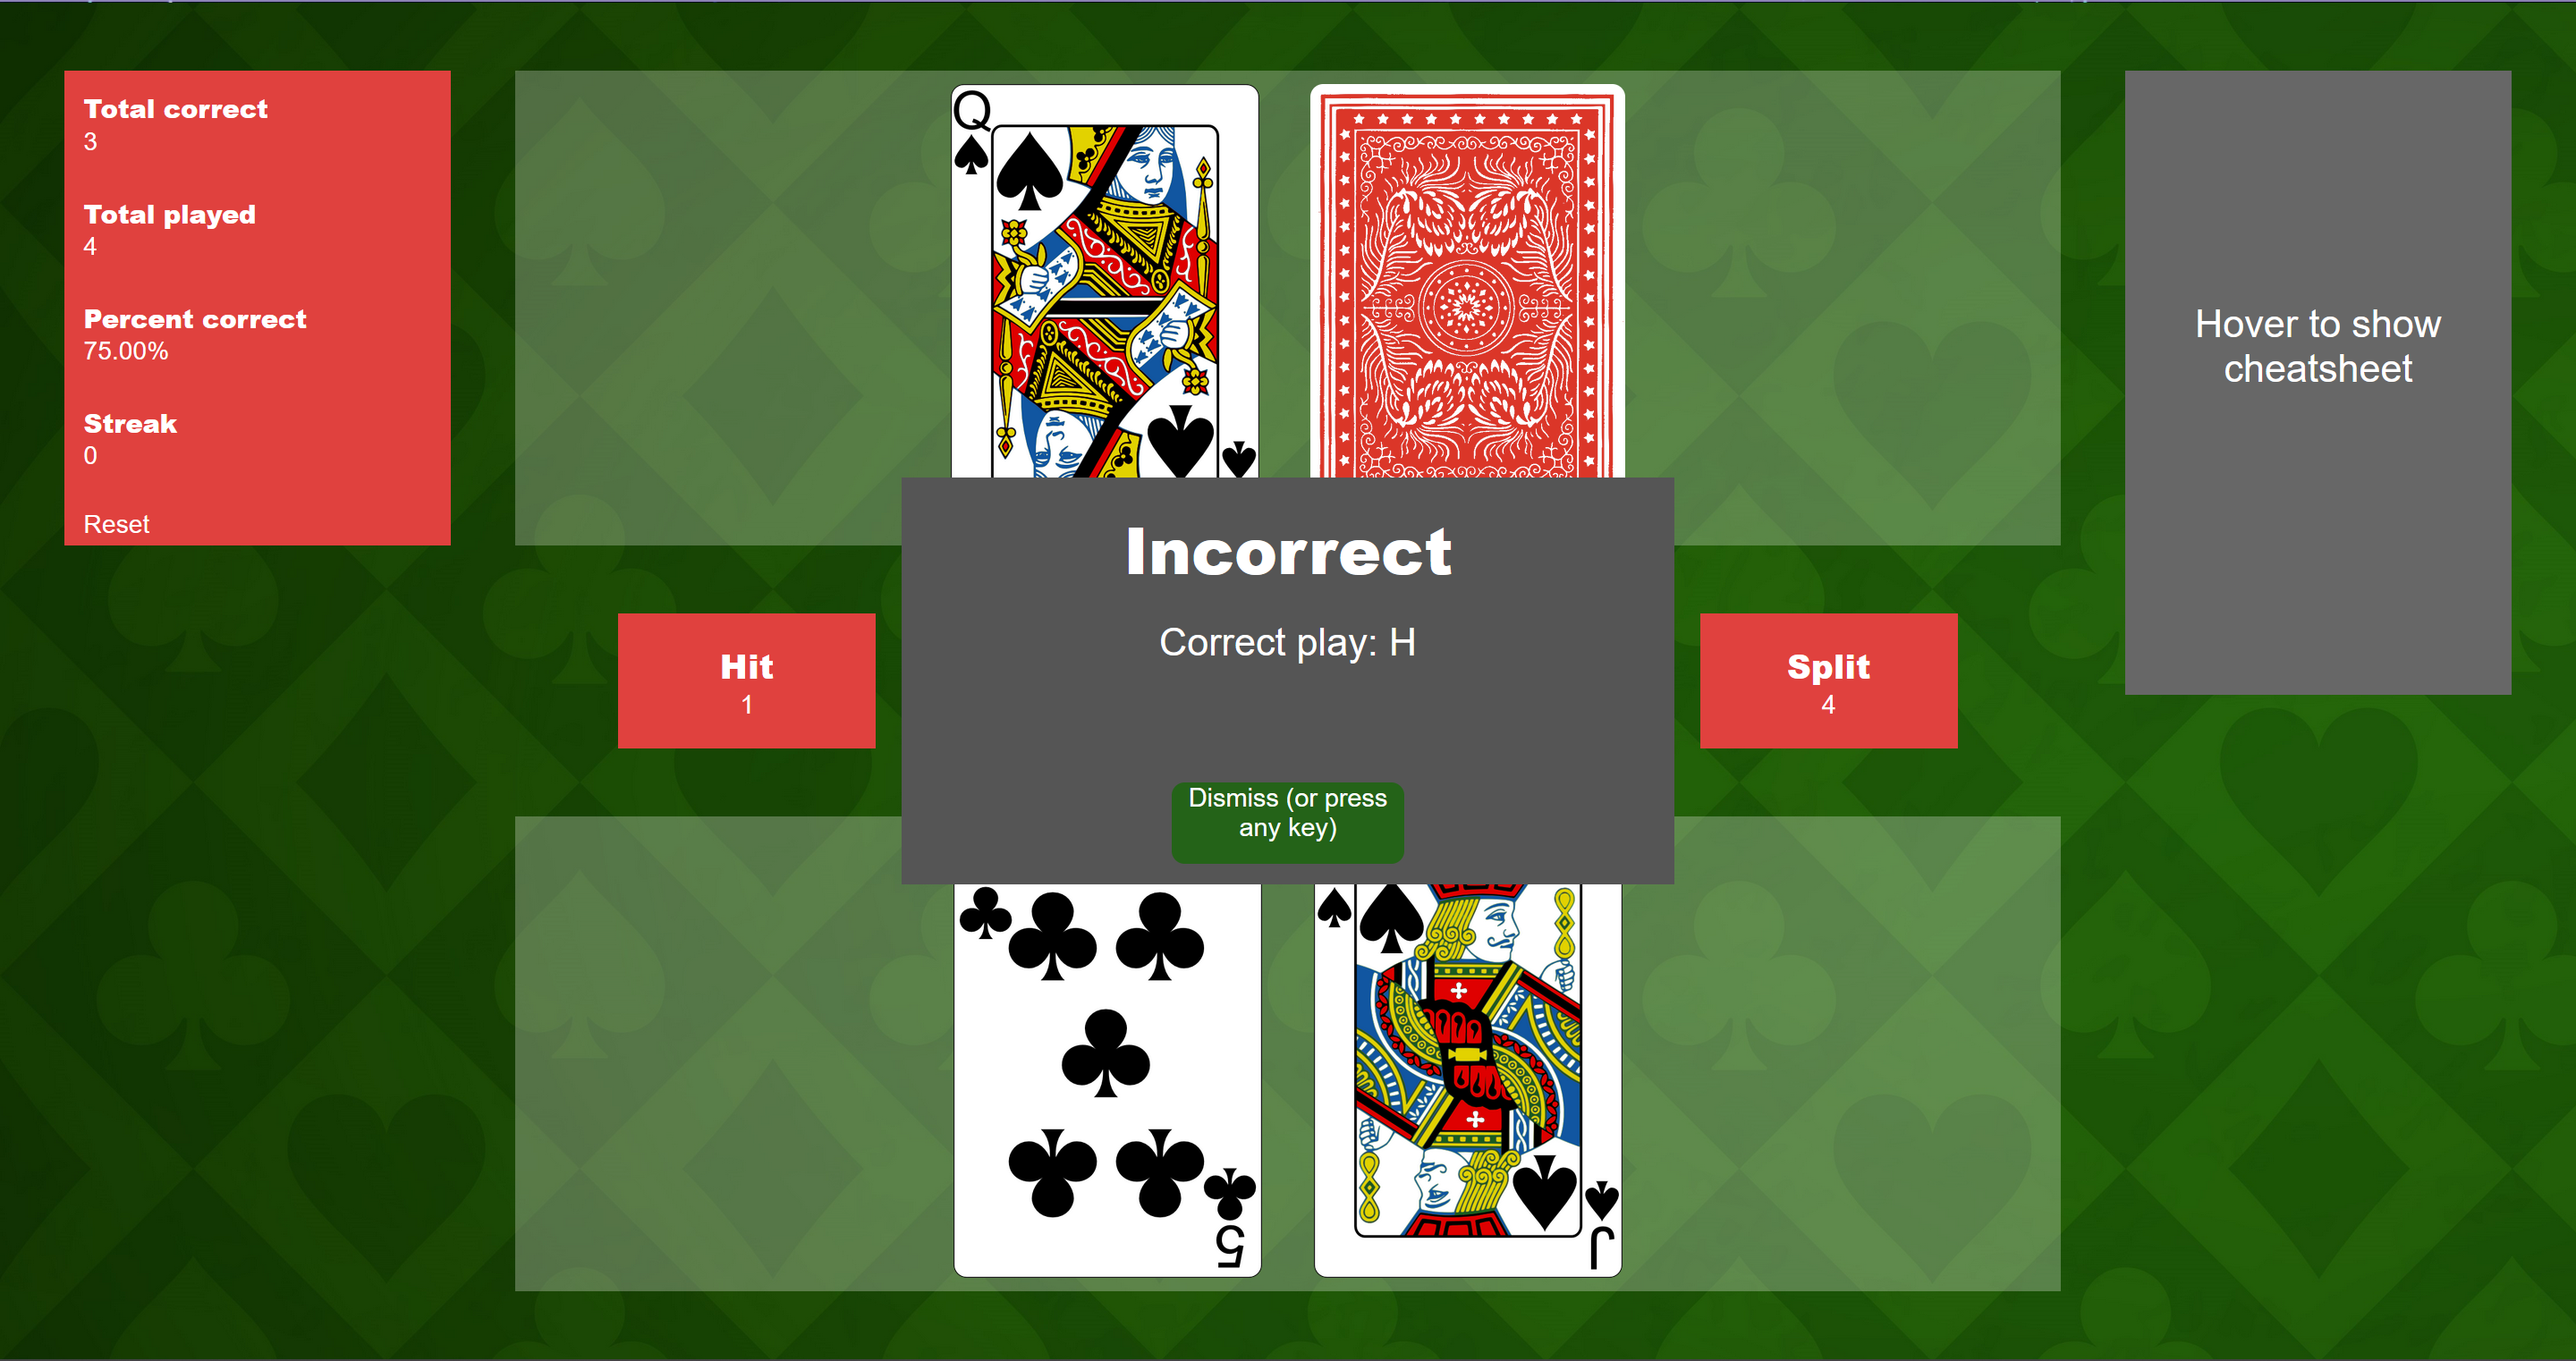 Total correct
3
Total played
4
Percent correct
75.00%
Streak
0
Reset
Q
Hover to show
cheatsheet
Incorrect
Correct play: H
Hit
1
Split
4
Dismiss (or press
any key)
5
J